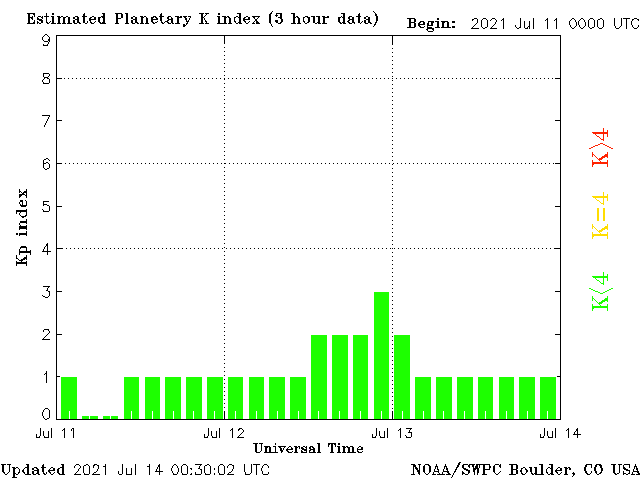 Estimated Planetary K index (3 hour data)
Begin: 2021 Jul 11 0000 UTC
9
8
7
6
5
4
3
2
1
0
Kp index
K>4
K=4
K<4
Jul 11
Jul 12
Jul 13
Jul 14
Universal Time
Updated 2021 Jul 14 00:30:02 UTC
NOAA/SWPC Boulder, CO USA